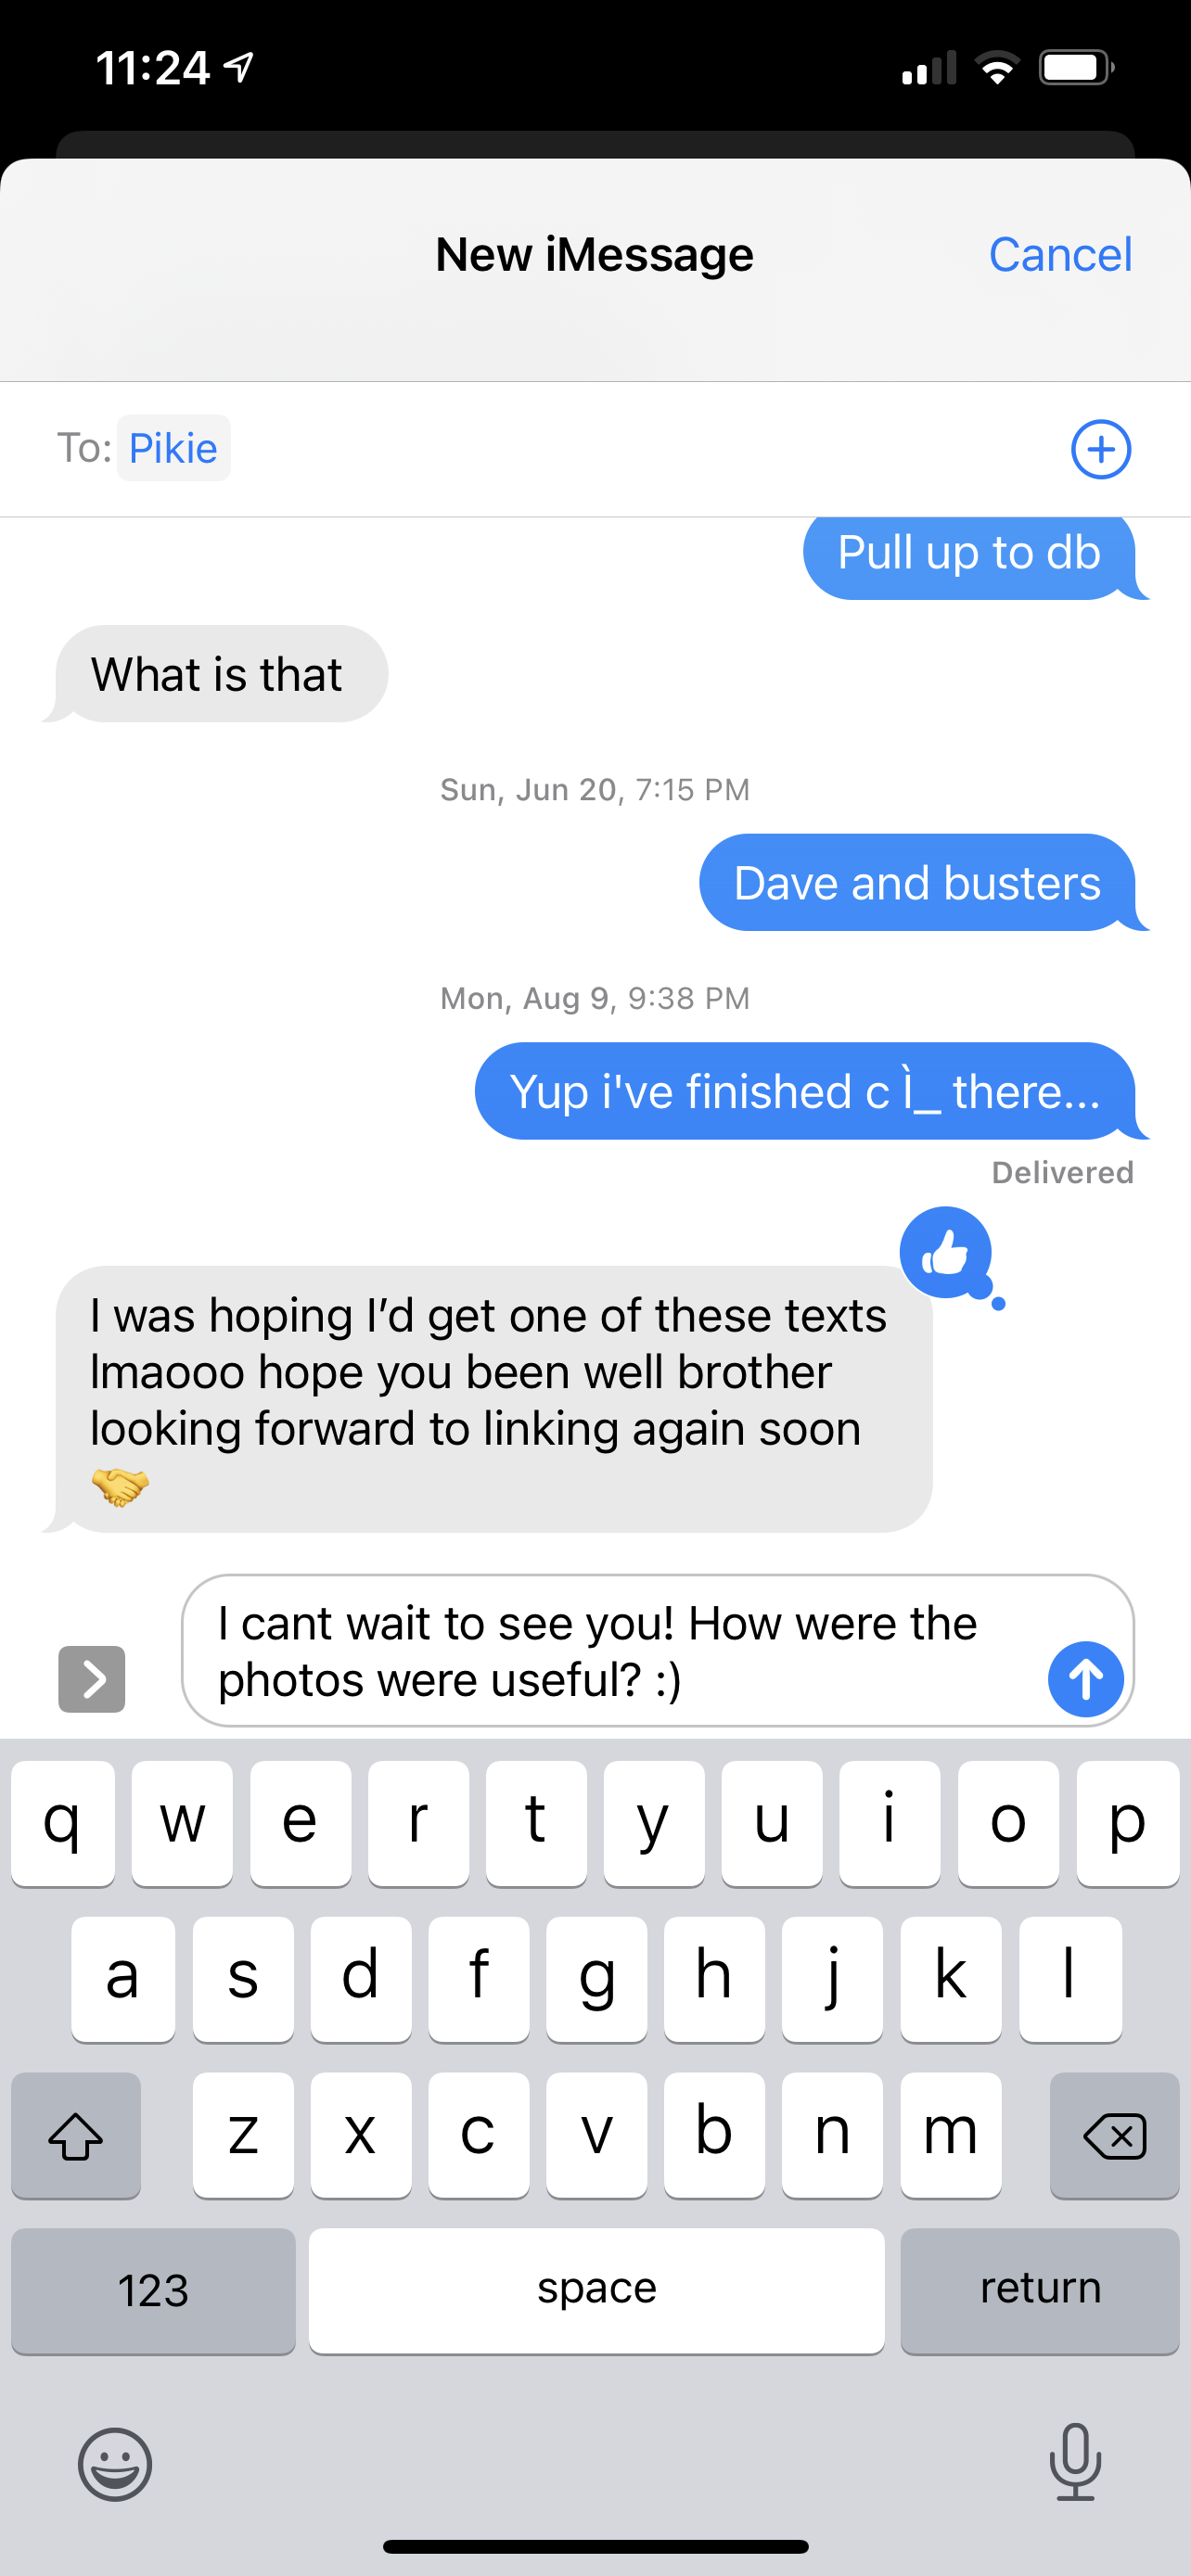 11:24
New iMessage
Cancel
To: Pikie
Pull up to db
What is that
Sun, Jun 20, 7:15 PM
Dave and busters
Mon, Aug 9, 9:38 PM
Yup i've finished c Ì_ there...
Delivered
I was hoping I’d get one of these texts
lmaooo hope you been well brother
looking forward to linking again soon
🤝
I cant wait to see you! How were the
photos were useful? :)
q w e r t y u i o p
a s d f g h j k l
z x c v b n m
123 space return